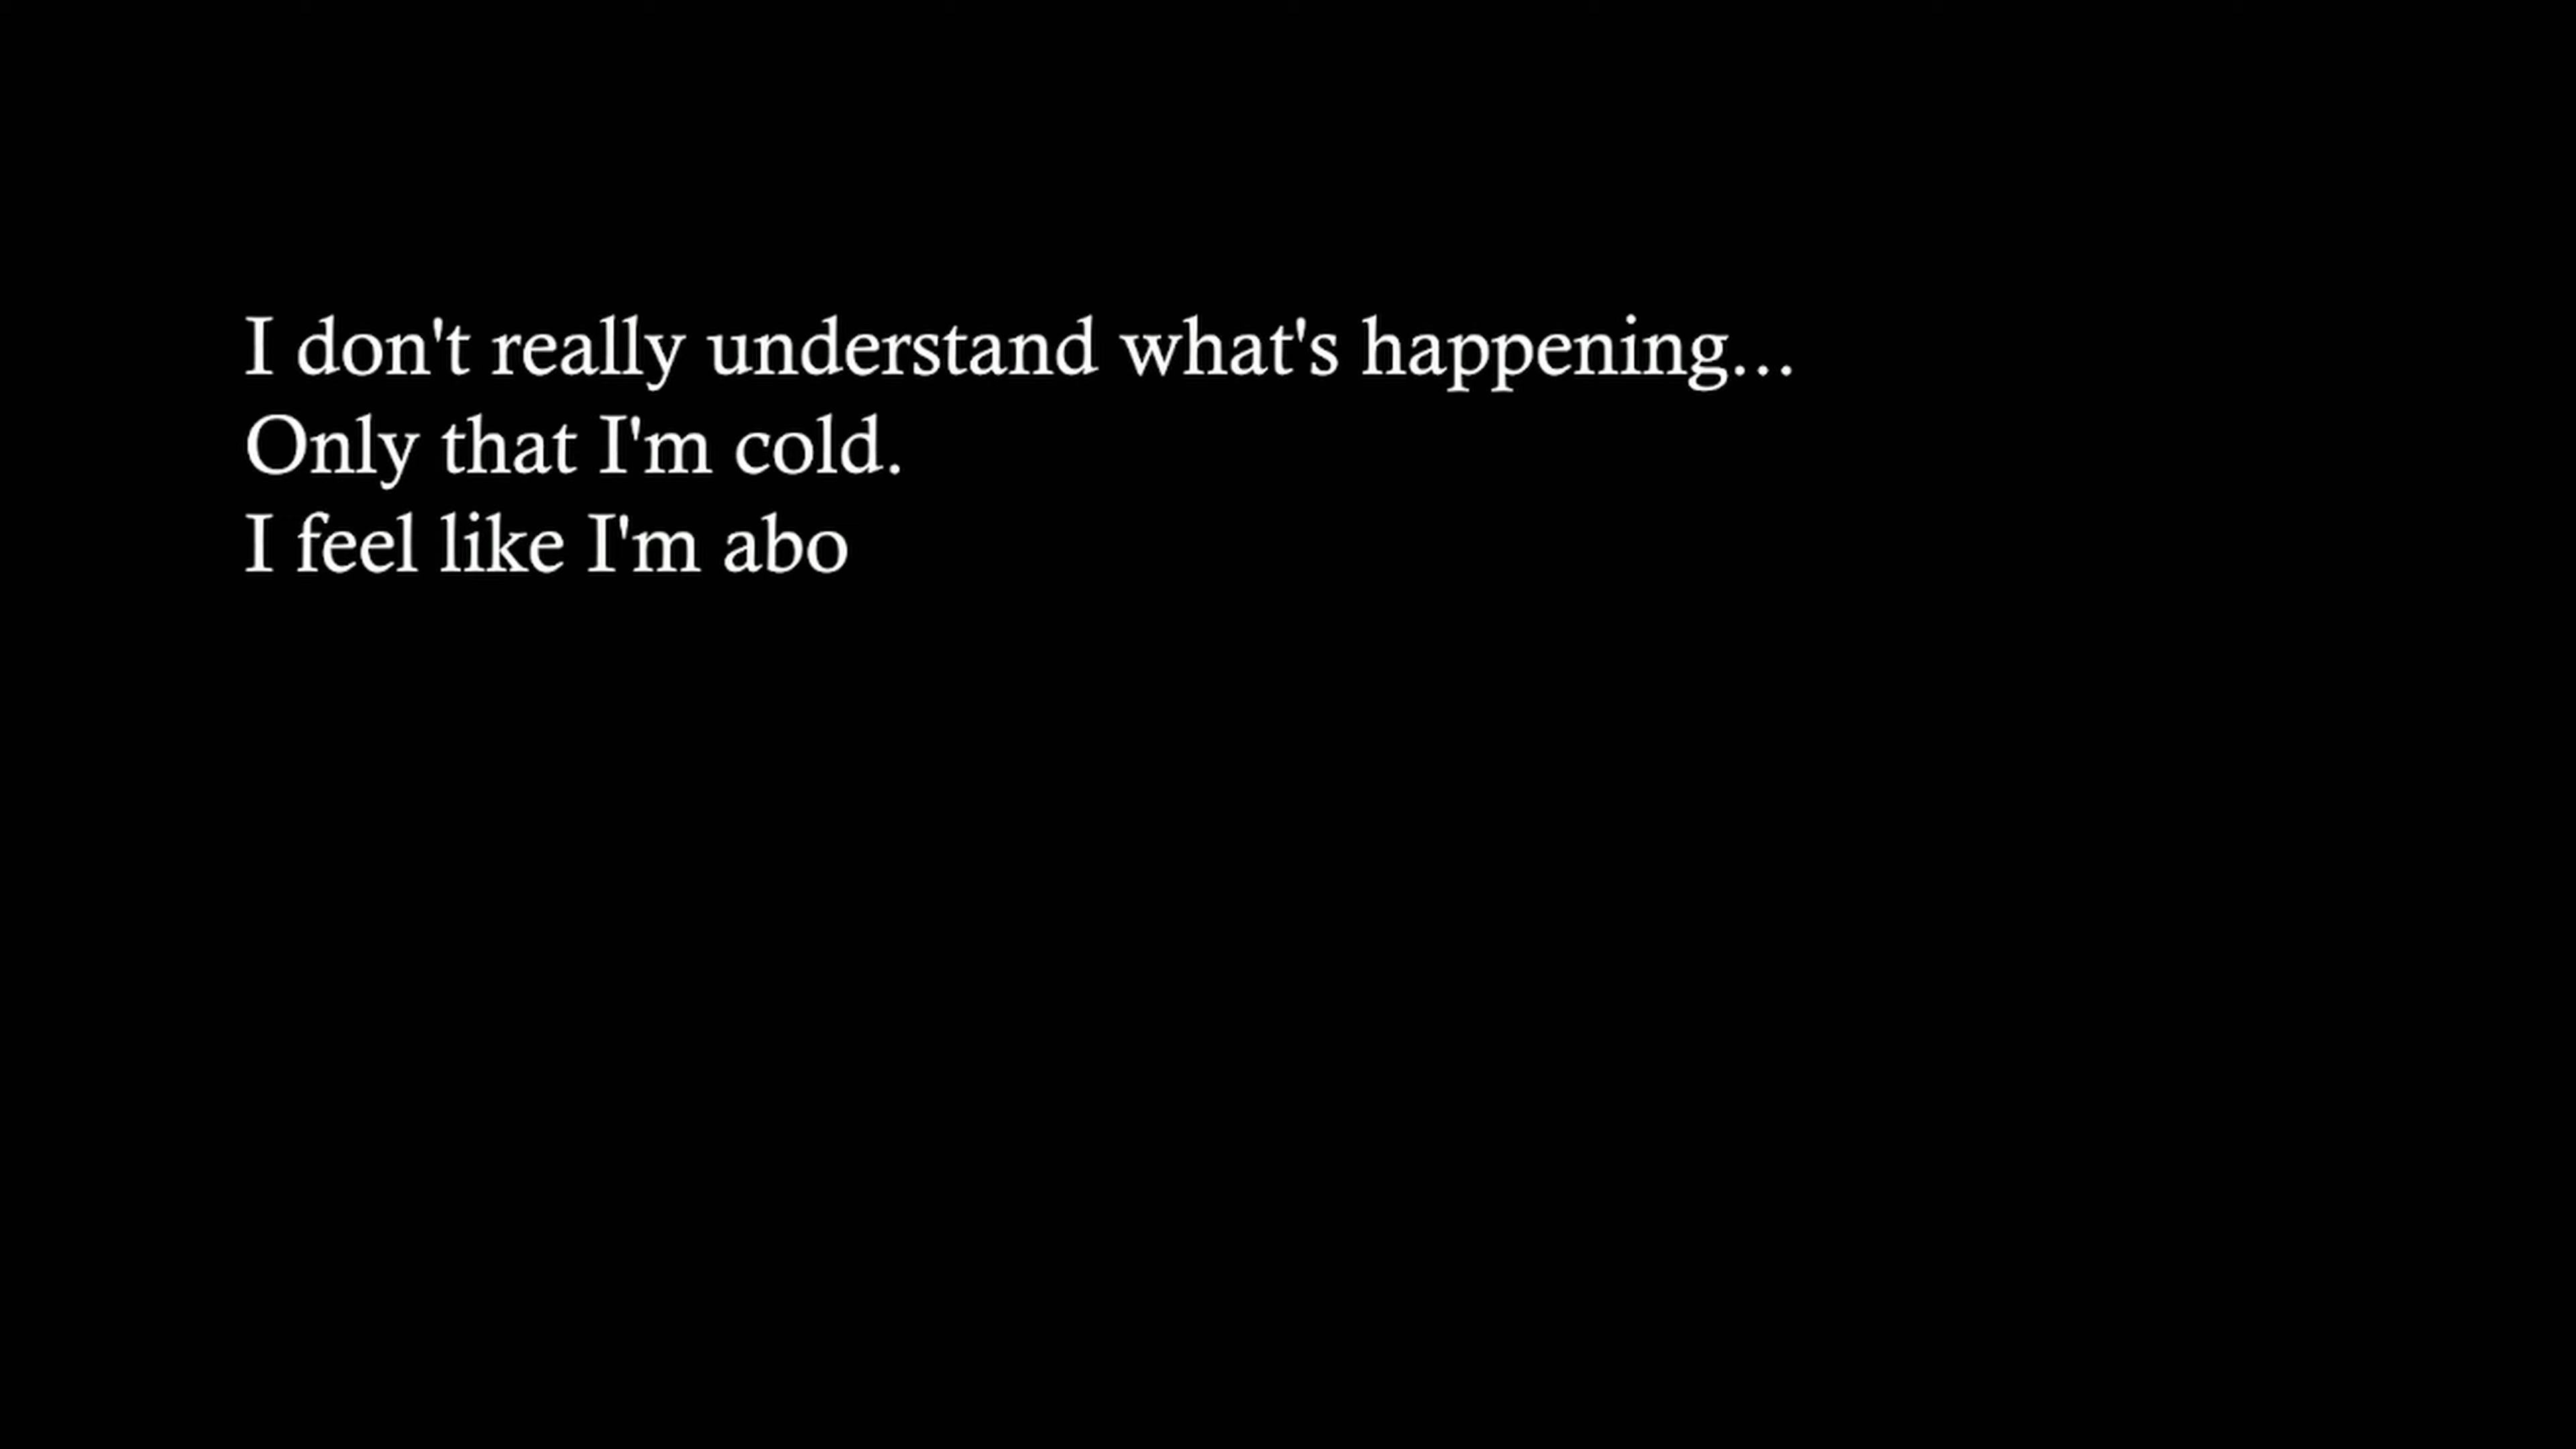 I don't really understand what's happening...
Only that I'm cold.
I feel like I'm abo